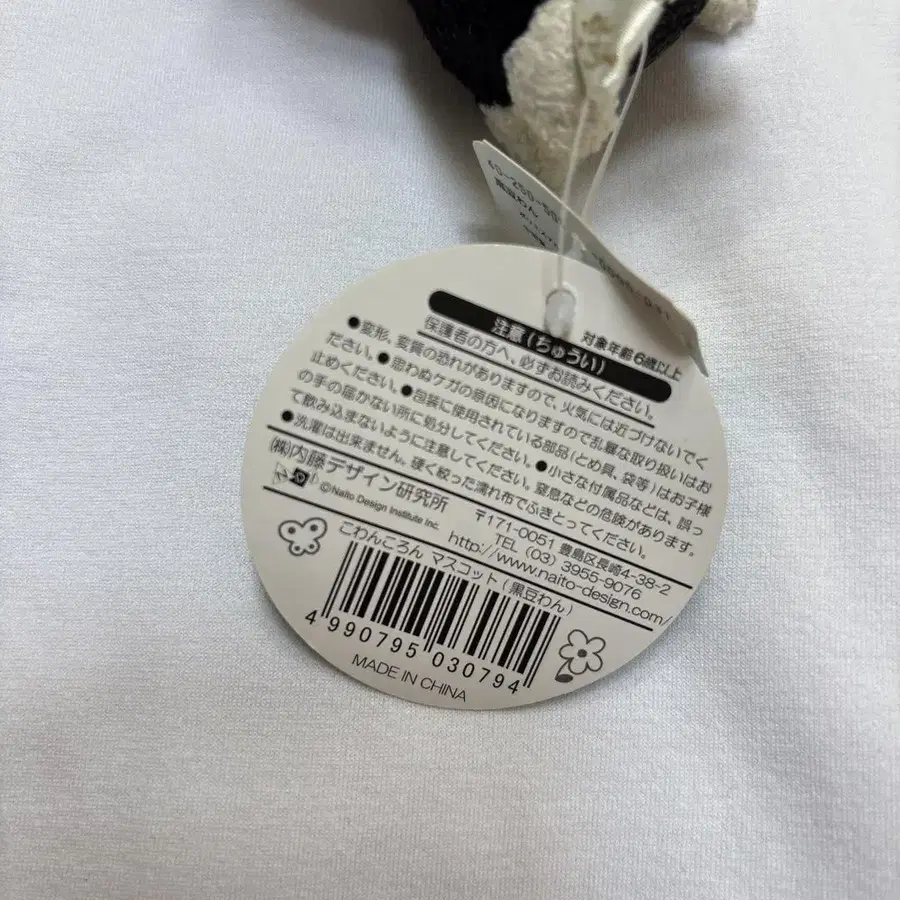 40-250-50
黒豆わん
注意(ちゅうい)
対象年齢6歳以上
保護者の方へ、必ずお読みください。
●変形、変質の恐れがありますので、火気には近づけないでく
ださい。●思わぬケガの原因になりますので乱暴な取り扱いはお
止めください。●包装に使用されている部品(とめ具、袋等)はお子様
の手の届かない所に処分してください。●小さな付属品などは、誤っ
て飲み込まないように注意してください。窒息などの危険があります。
●洗濯は出来ません。硬く絞った濡れ布でふきとってください。
(株)内藤デザイン研究所
©Naito Design Institute Inc.
〒171-0051 豊島区長崎4-38-2
TEL (03) 3955-9076
http://www.naito-design.com/
こわんころん マスコット(黒豆わん)
4 990795 030794
MADE IN CHINA